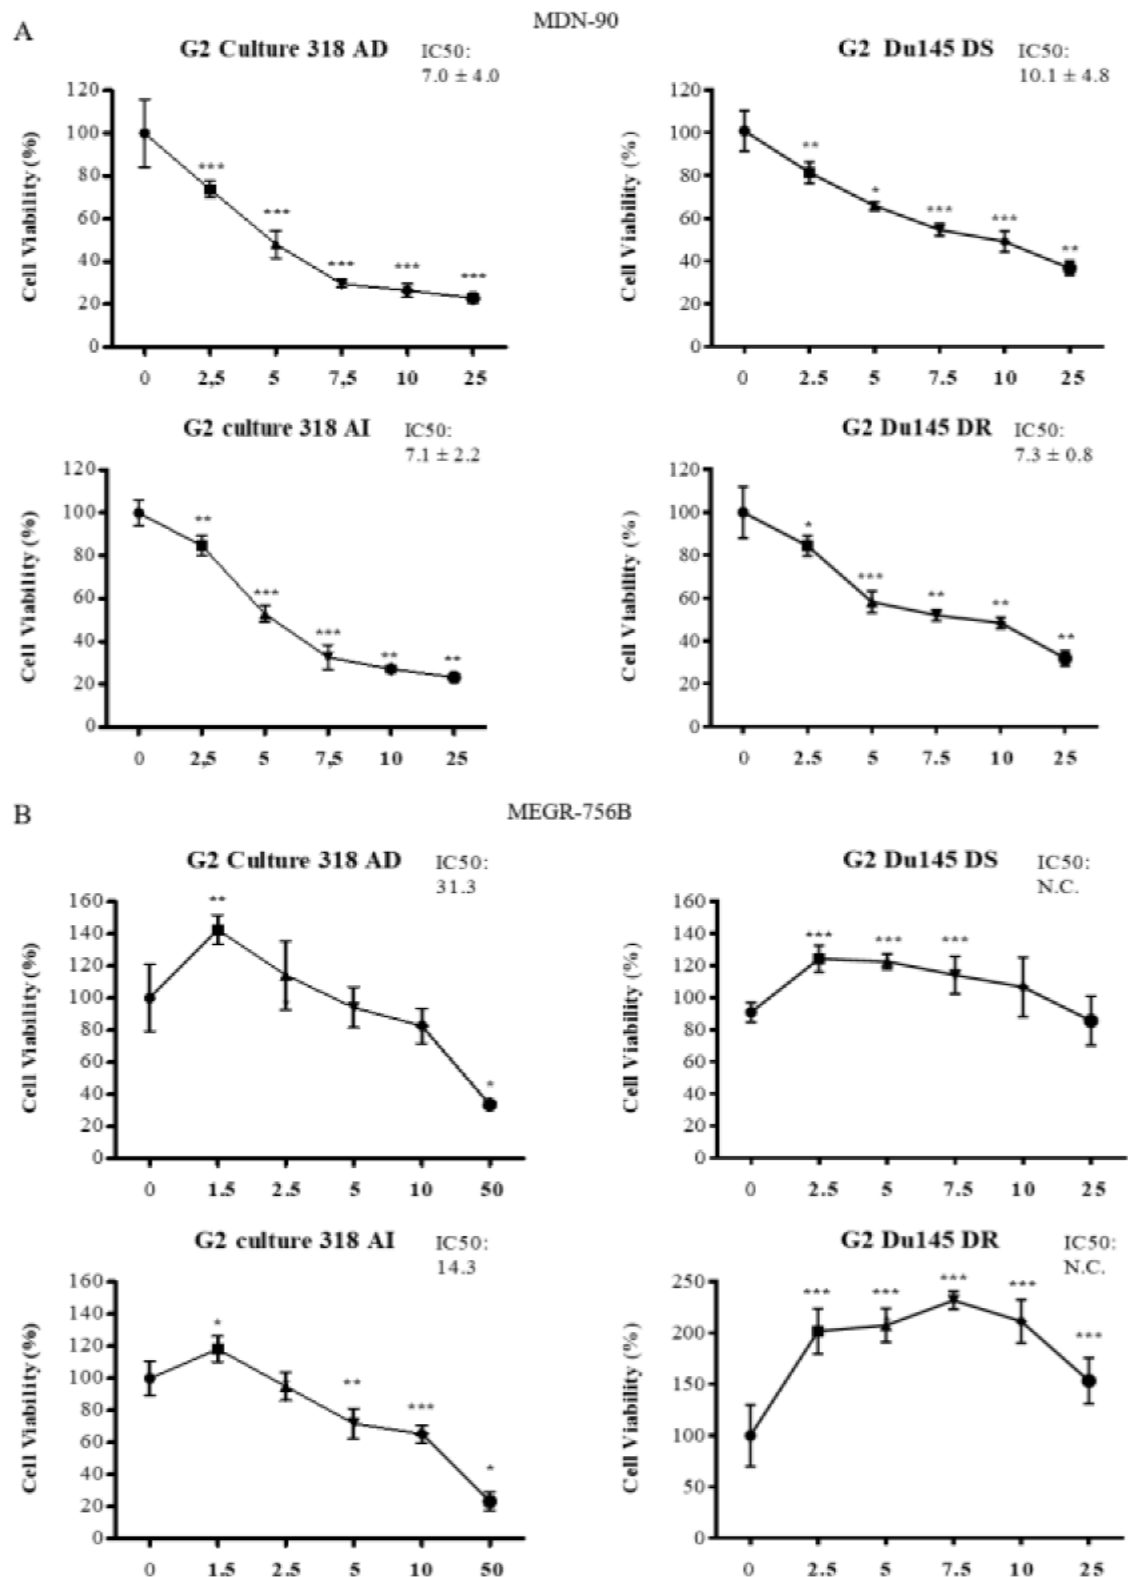 A
MDN-90
G2 Culture 318 AD
IC50:
7.0 ± 4.0
Cell Viability (%)
120
100
80
60
40
20
0
***
***
***
***
***
0 2,5 5 7,5 10 25
G2 Du145 DS
IC50:
10.1 ± 4.8
Cell Viability (%)
120
100
80
60
40
20
0
**
*
***
***
**
0 2.5 5 7.5 10 25
G2 culture 318 AI
IC50:
7.1 ± 2.2
Cell Viability (%)
120
100
80
60
40
20
0
**
***
***
**
**
0 2,5 5 7,5 10 25
G2 Du145 DR
IC50:
7.3 ± 0.8
Cell Viability (%)
120
100
80
60
40
20
0
*
***
**
**
**
0 2.5 5 7.5 10 25
B
MEGR-756B
G2 Culture 318 AD
IC50:
31.3
Cell Viability (%)
160
140
120
100
80
60
40
20
0
**
*
0 1.5 2.5 5 10 50
G2 Du145 DS
IC50:
N.C.
Cell Viability (%)
160
140
120
100
80
60
40
20
0
***
***
***
0 2.5 5 7.5 10 25
G2 culture 318 AI
IC50:
14.3
Cell Viability (%)
160
140
120
100
80
60
40
20
0
*
**
***
*
0 1.5 2.5 5 10 50
G2 Du145 DR
IC50:
N.C.
Cell Viability (%)
250
200
150
100
50
0
***
***
***
***
***
0 2.5 5 7.5 10 25